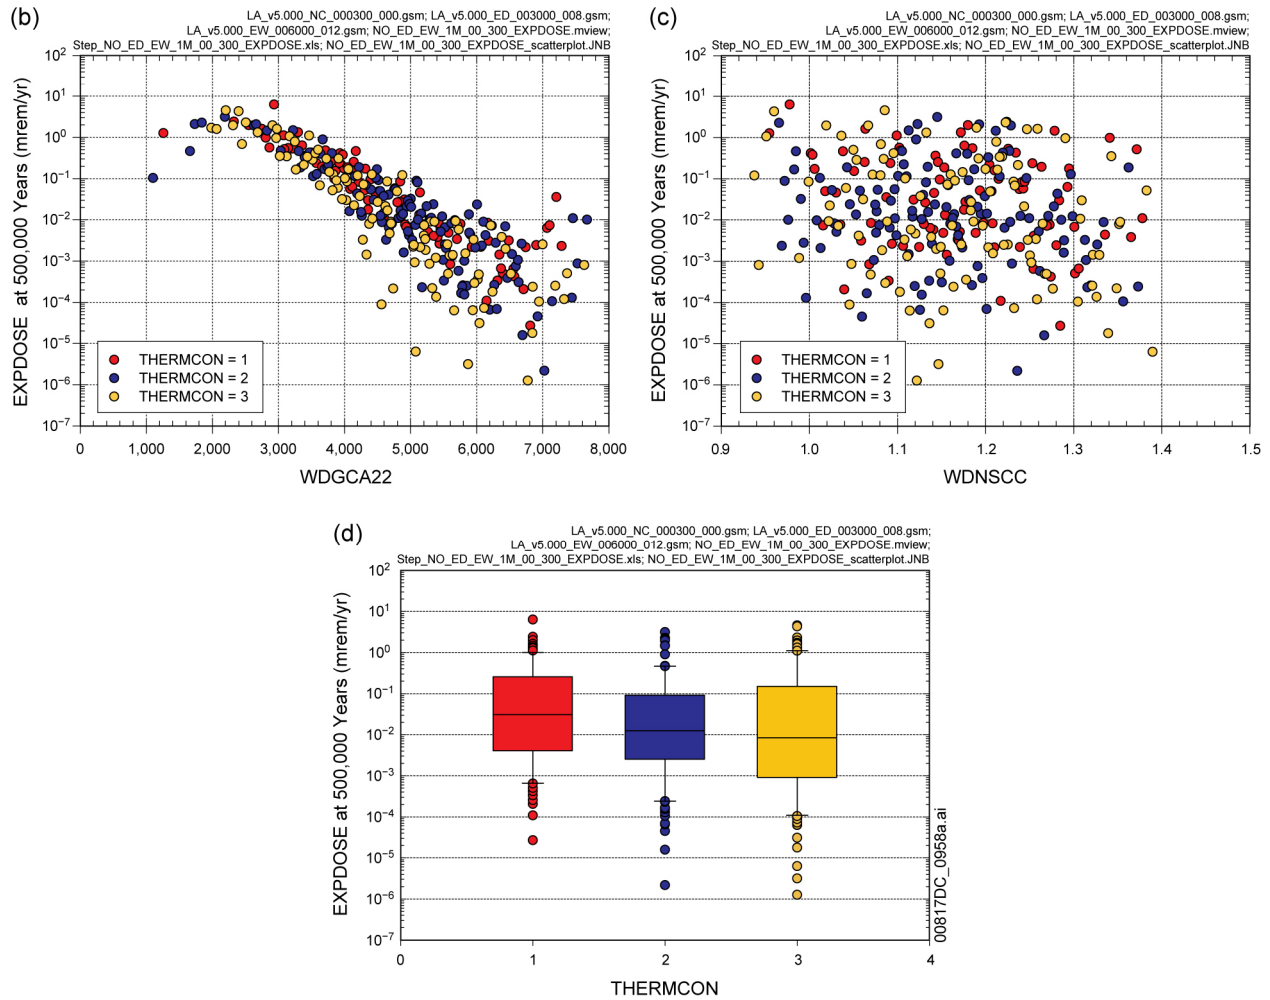 (b)
LA_v5.000_NC_000300_000.gsm; LA_v5.000_ED_003000_008.gsm;
LA_v5.000_EW_006000_012.gsm; NO_ED_EW_1M_00_300_EXPDOSE.mview;
Step_NO_ED_EW_1M_00_300_EXPDOSE.xls; NO_ED_EW_1M_00_300_EXPDOSE_scatterplot.JNB
EXPDOSE at 500,000 Years (mrem/yr)
10²
10¹
10⁰
10⁻¹
10⁻²
10⁻³
10⁻⁴
10⁻⁵
10⁻⁶
10⁻⁷
THERMCON = 1
THERMCON = 2
THERMCON = 3
0 1,000 2,000 3,000 4,000 5,000 6,000 7,000 8,000
WDGCA22
(c)
LA_v5.000_NC_000300_000.gsm; LA_v5.000_ED_003000_008.gsm;
LA_v5.000_EW_006000_012.gsm; NO_ED_EW_1M_00_300_EXPDOSE.mview;
Step_NO_ED_EW_1M_00_300_EXPDOSE.xls; NO_ED_EW_1M_00_300_EXPDOSE_scatterplot.JNB
EXPDOSE at 500,000 Years (mrem/yr)
10²
10¹
10⁰
10⁻¹
10⁻²
10⁻³
10⁻⁴
10⁻⁵
10⁻⁶
10⁻⁷
THERMCON = 1
THERMCON = 2
THERMCON = 3
0.9 1.0 1.1 1.2 1.3 1.4 1.5
WDNSCC
(d)
LA_v5.000_NC_000300_000.gsm; LA_v5.000_ED_003000_008.gsm;
LA_v5.000_EW_006000_012.gsm; NO_ED_EW_1M_00_300_EXPDOSE.mview;
Step_NO_ED_EW_1M_00_300_EXPDOSE.xls; NO_ED_EW_1M_00_300_EXPDOSE_scatterplot.JNB
EXPDOSE at 500,000 Years (mrem/yr)
10²
10¹
10⁰
10⁻¹
10⁻²
10⁻³
10⁻⁴
10⁻⁵
10⁻⁶
10⁻⁷
0 1 2 3 4
THERMCON
00817DC_0958a.ai